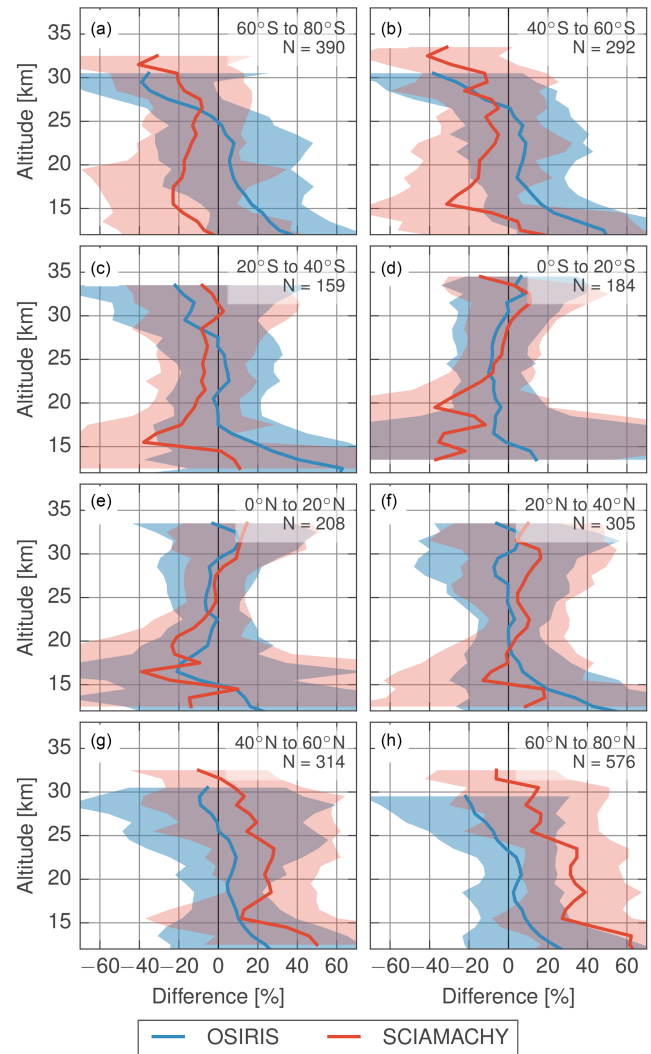 (a)
60°S to 80°S
N = 390
(b)
40°S to 60°S
N = 292
35
30
25
20
15
Altitude [km]
(c)
20°S to 40°S
N = 159
(d)
0°S to 20°S
N = 184
35
30
25
20
15
Altitude [km]
(e)
0°N to 20°N
N = 208
(f)
20°N to 40°N
N = 305
35
30
25
20
15
Altitude [km]
(g)
40°N to 60°N
N = 314
(h)
60°N to 80°N
N = 576
35
30
25
20
15
Altitude [km]
−60 −40 −20 0 20 40 60
−60 −40 −20 0 20 40 60
Difference [%]
Difference [%]
OSIRIS
SCIAMACHY